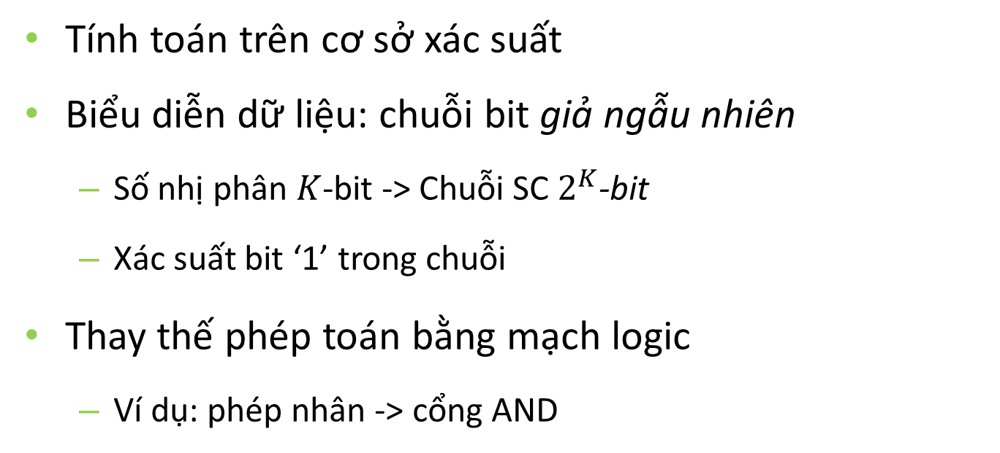 • Tính toán trên cơ sở xác suất
• Biểu diễn dữ liệu: chuỗi bit giả ngẫu nhiên
– Số nhị phân K-bit -> Chuỗi SC 2^K-bit
– Xác suất bit ‘1’ trong chuỗi
• Thay thế phép toán bằng mạch logic
– Ví dụ: phép nhân -> cổng AND